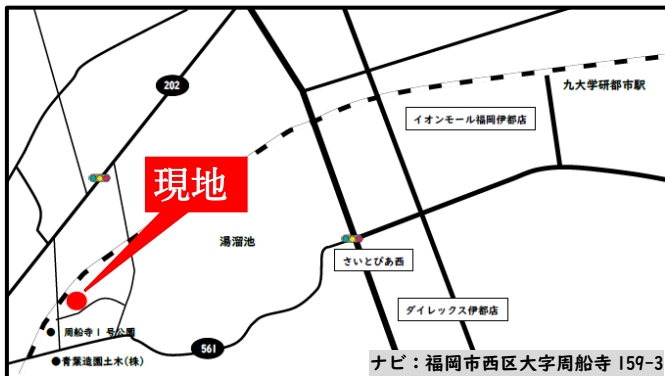 202
九大学研都市駅
イオンモール福岡伊都店
現地
湯溜池
さいとぴあ西
ダイレックス伊都店
周船寺1号公園
561
青葉造園土木(株)
ナビ：福岡市西区大字周船寺 159-3